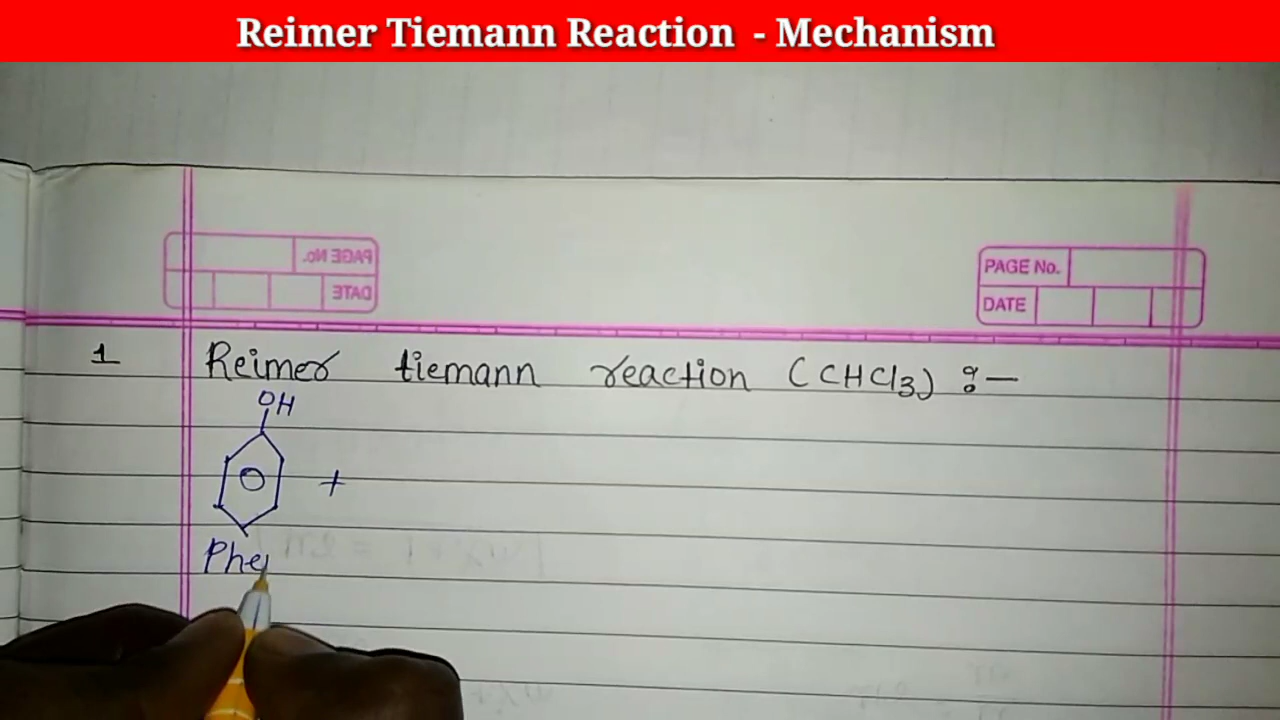 Reimer Tiemann Reaction - Mechanism
PAGE No.
DATE
PAGE No.
DATE
1 Reimer tiemann reaction (CHCl3) :-
OH
+
Phe